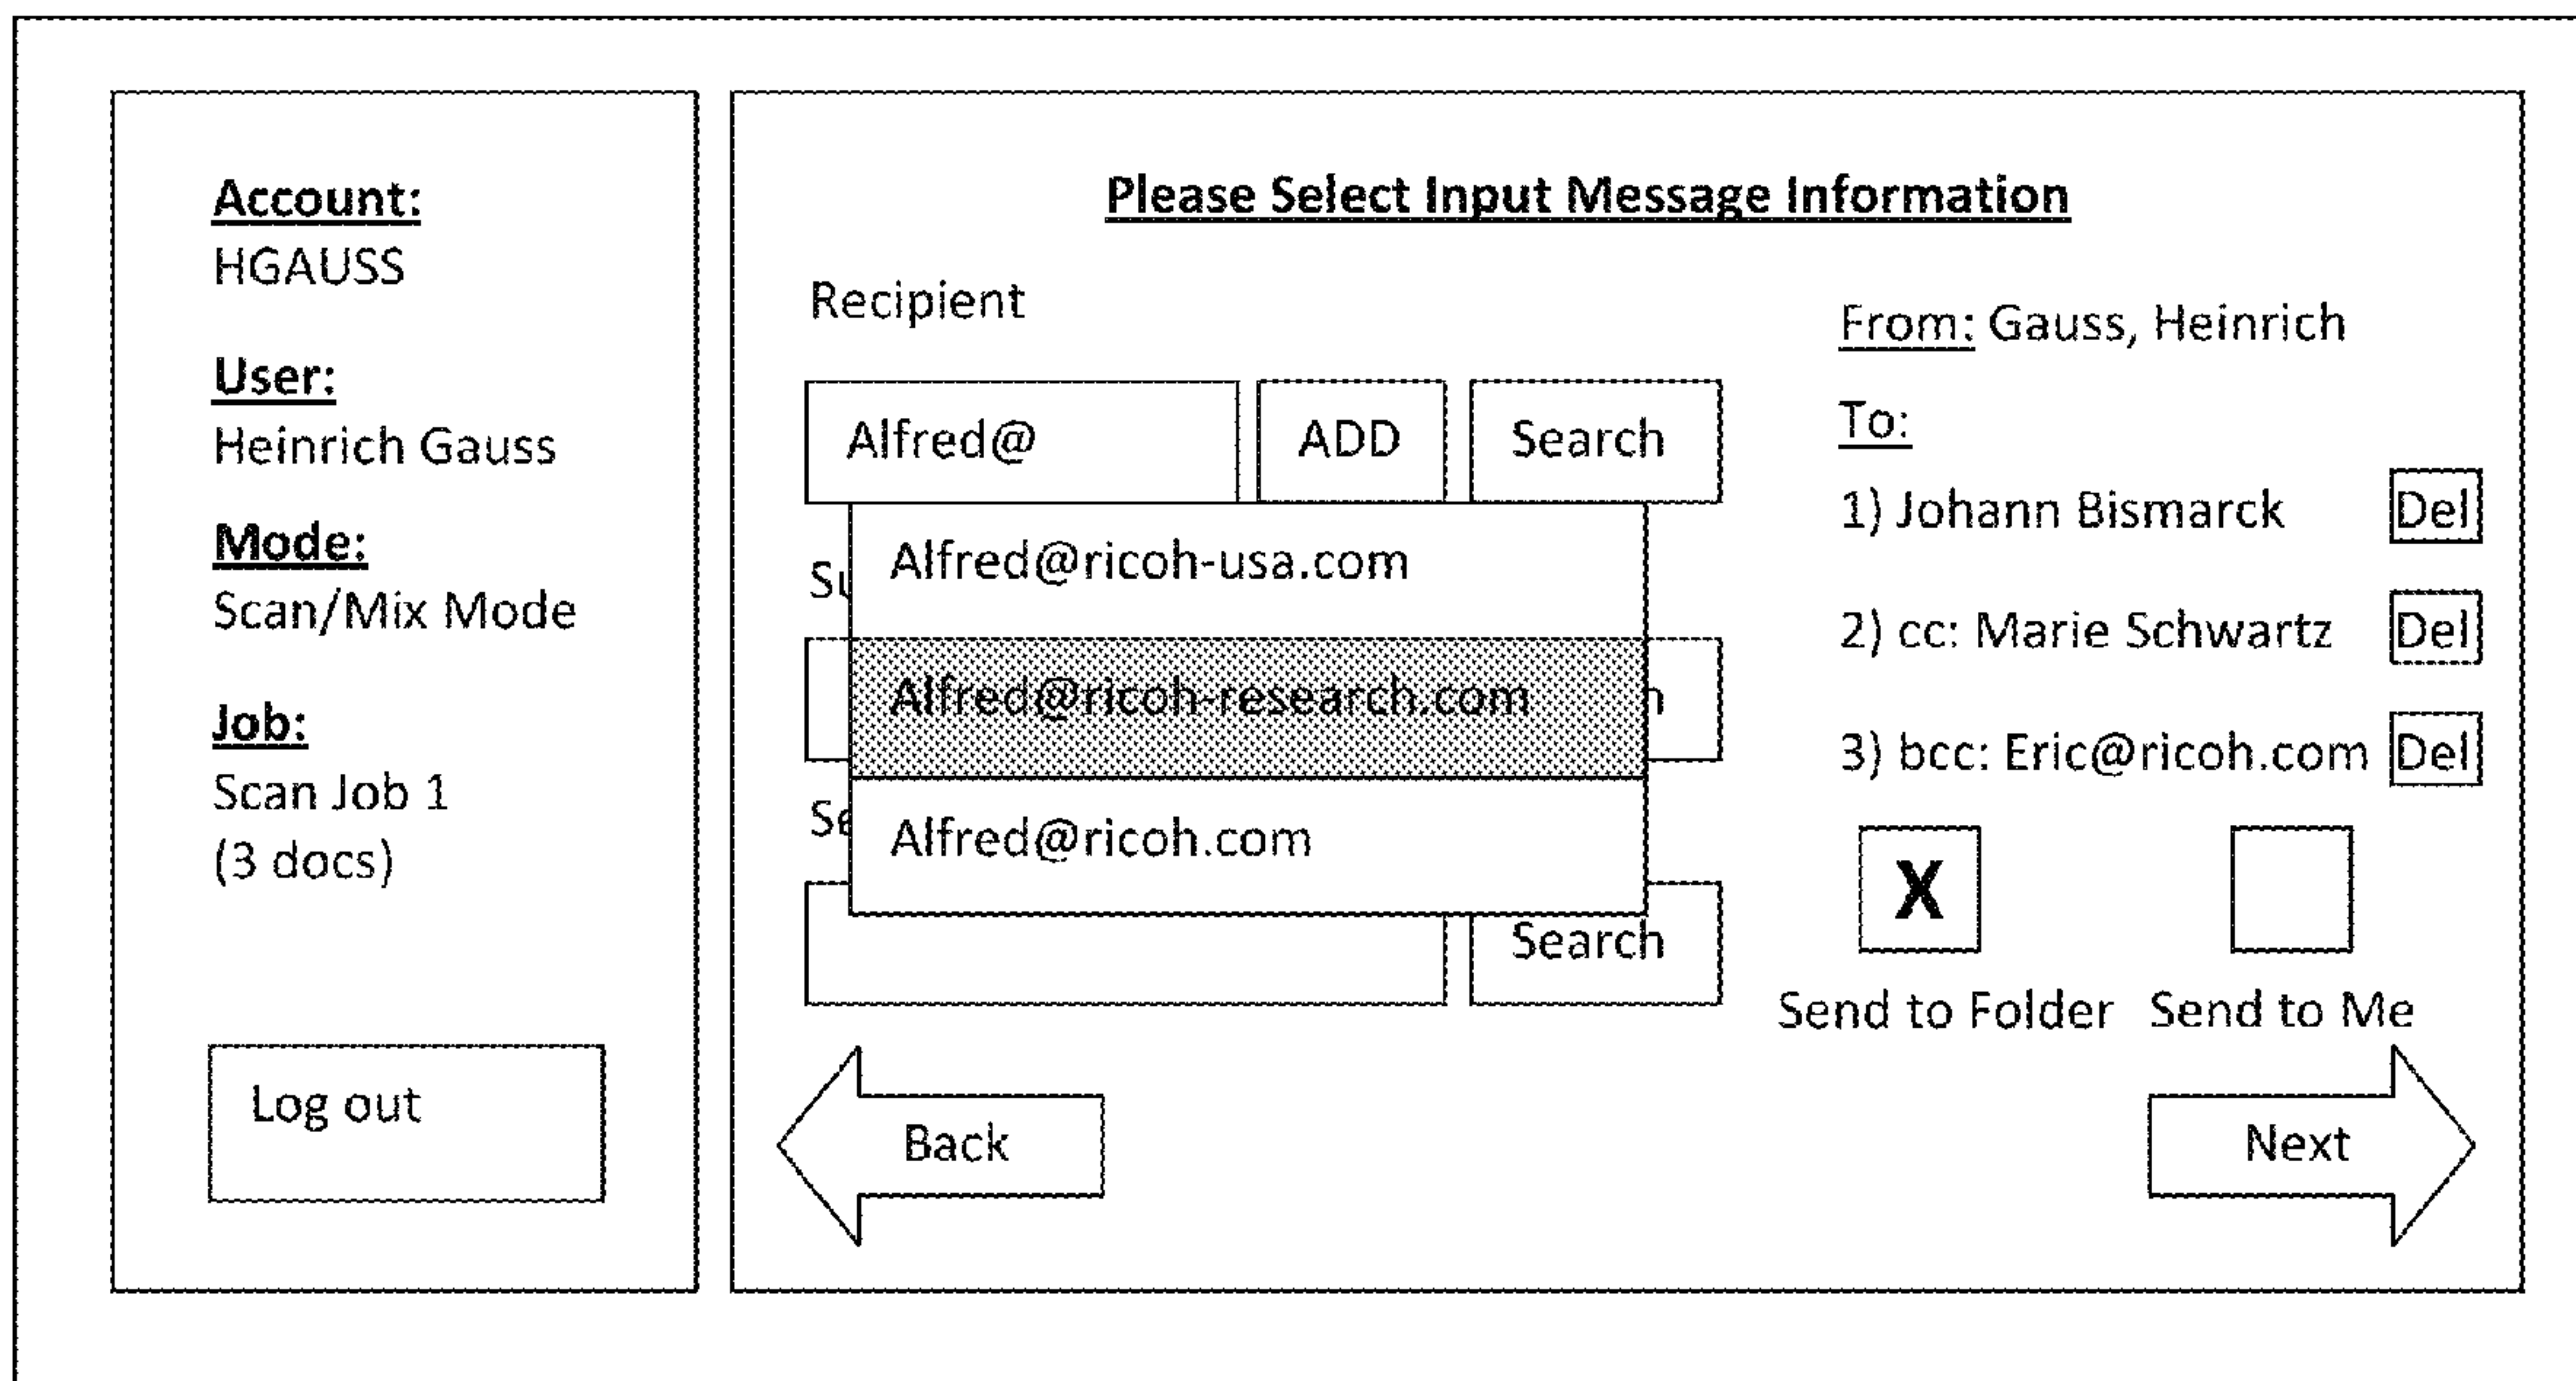 Account:
HGAUSS
User:
Heinrich Gauss
Mode:
Scan/Mix Mode
Job:
Scan Job 1
(3 docs)
Log out
Please Select Input Message Information
Recipient
Alfred@
ADD
Search
Alfred@ricoh-usa.com
Alfred@ricoh-research.com
Alfred@ricoh.com
Search
Back
From: Gauss, Heinrich
To:
1) Johann Bismarck Del
2) cc: Marie Schwartz Del
3) bcc: Eric@ricoh.com Del
X
Send to Folder
Send to Me
Next